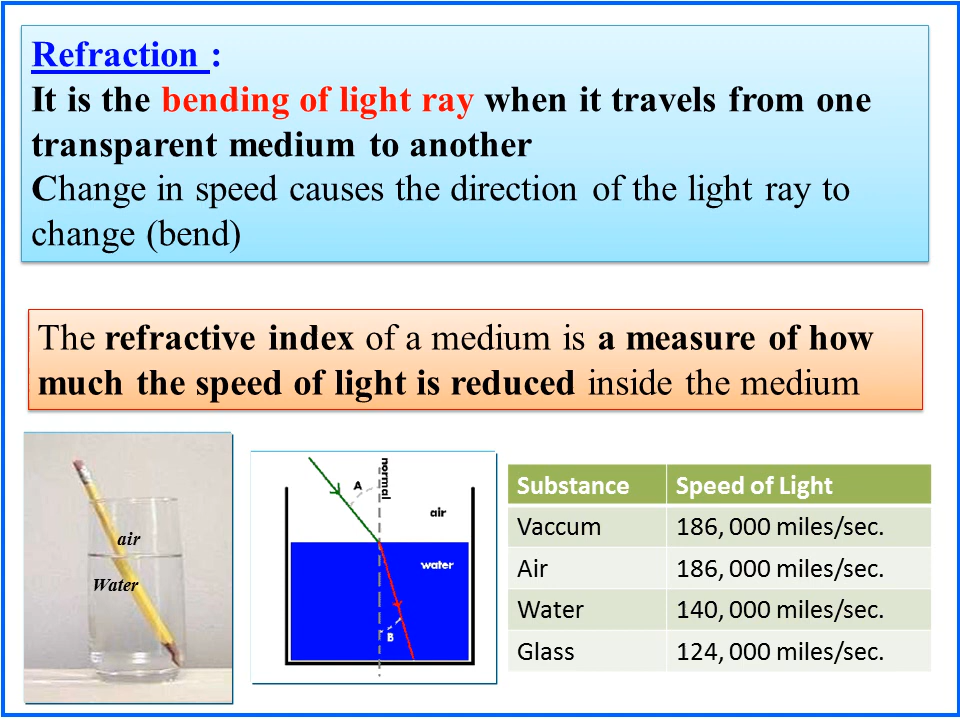 Refraction :
It is the bending of light ray when it travels from one
transparent medium to another
Change in speed causes the direction of the light ray to
change (bend)
The refractive index of a medium is a measure of how
much the speed of light is reduced inside the medium
air
Water
A
normal
air
water
B
Substance Speed of Light
Vaccum 186, 000 miles/sec.
Air 186, 000 miles/sec.
Water 140, 000 miles/sec.
Glass 124, 000 miles/sec.